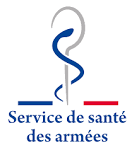 Service de santé
des armées